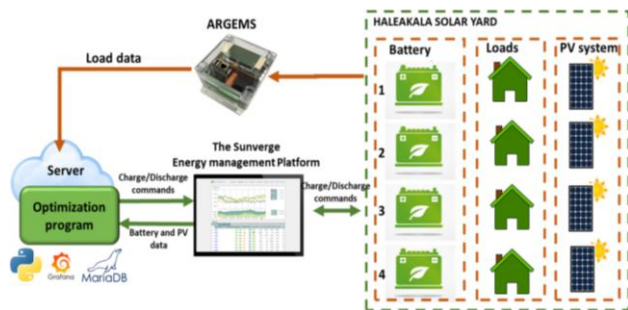 ARGEMS
HALEAKALA SOLAR YARD
Battery
Loads
PV system
Load data
1
2
3
4
The Sunverge
Energy management Platform
Server
Optimization
program
Charge/Discharge
commands
Battery and PV
data
Charge/Discharge
commands
Grafana
MariaDB